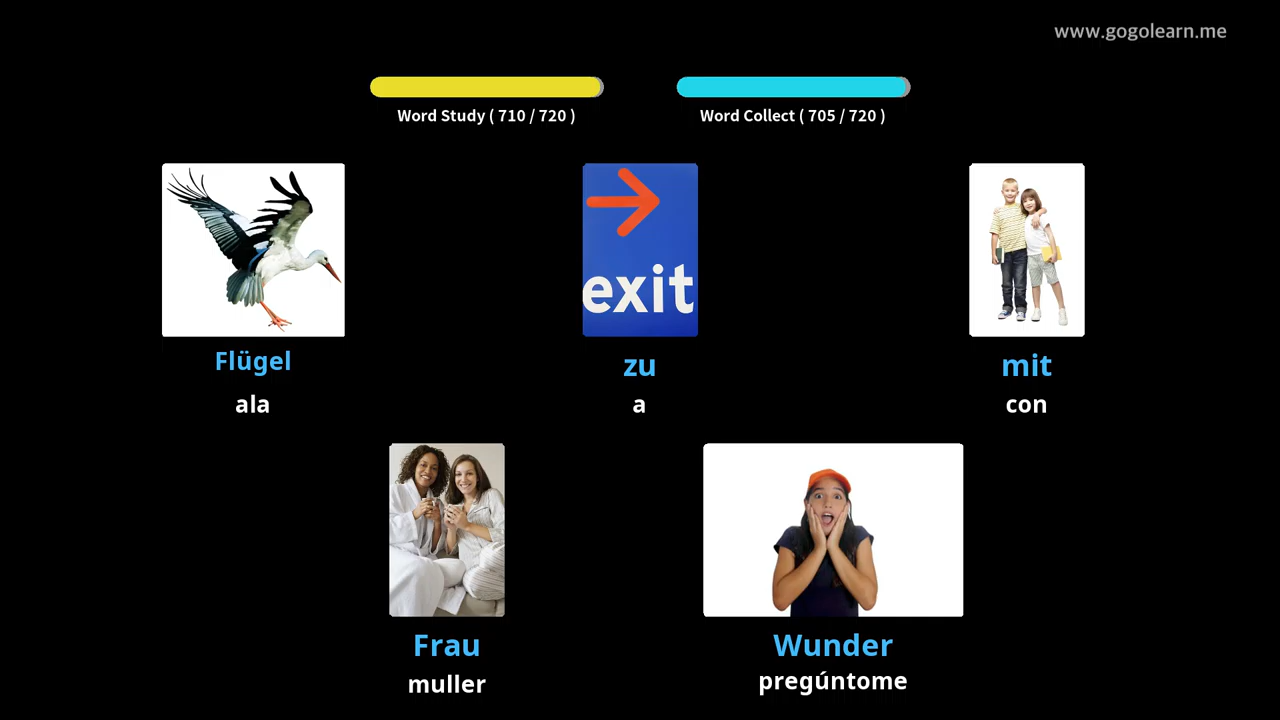 www.gogolearn.me
Word Study ( 710 / 720 )
Word Collect ( 705 / 720 )
exit
Flügel
zu
mit
ala
a
con
Frau
Wunder
muller
pregúntome